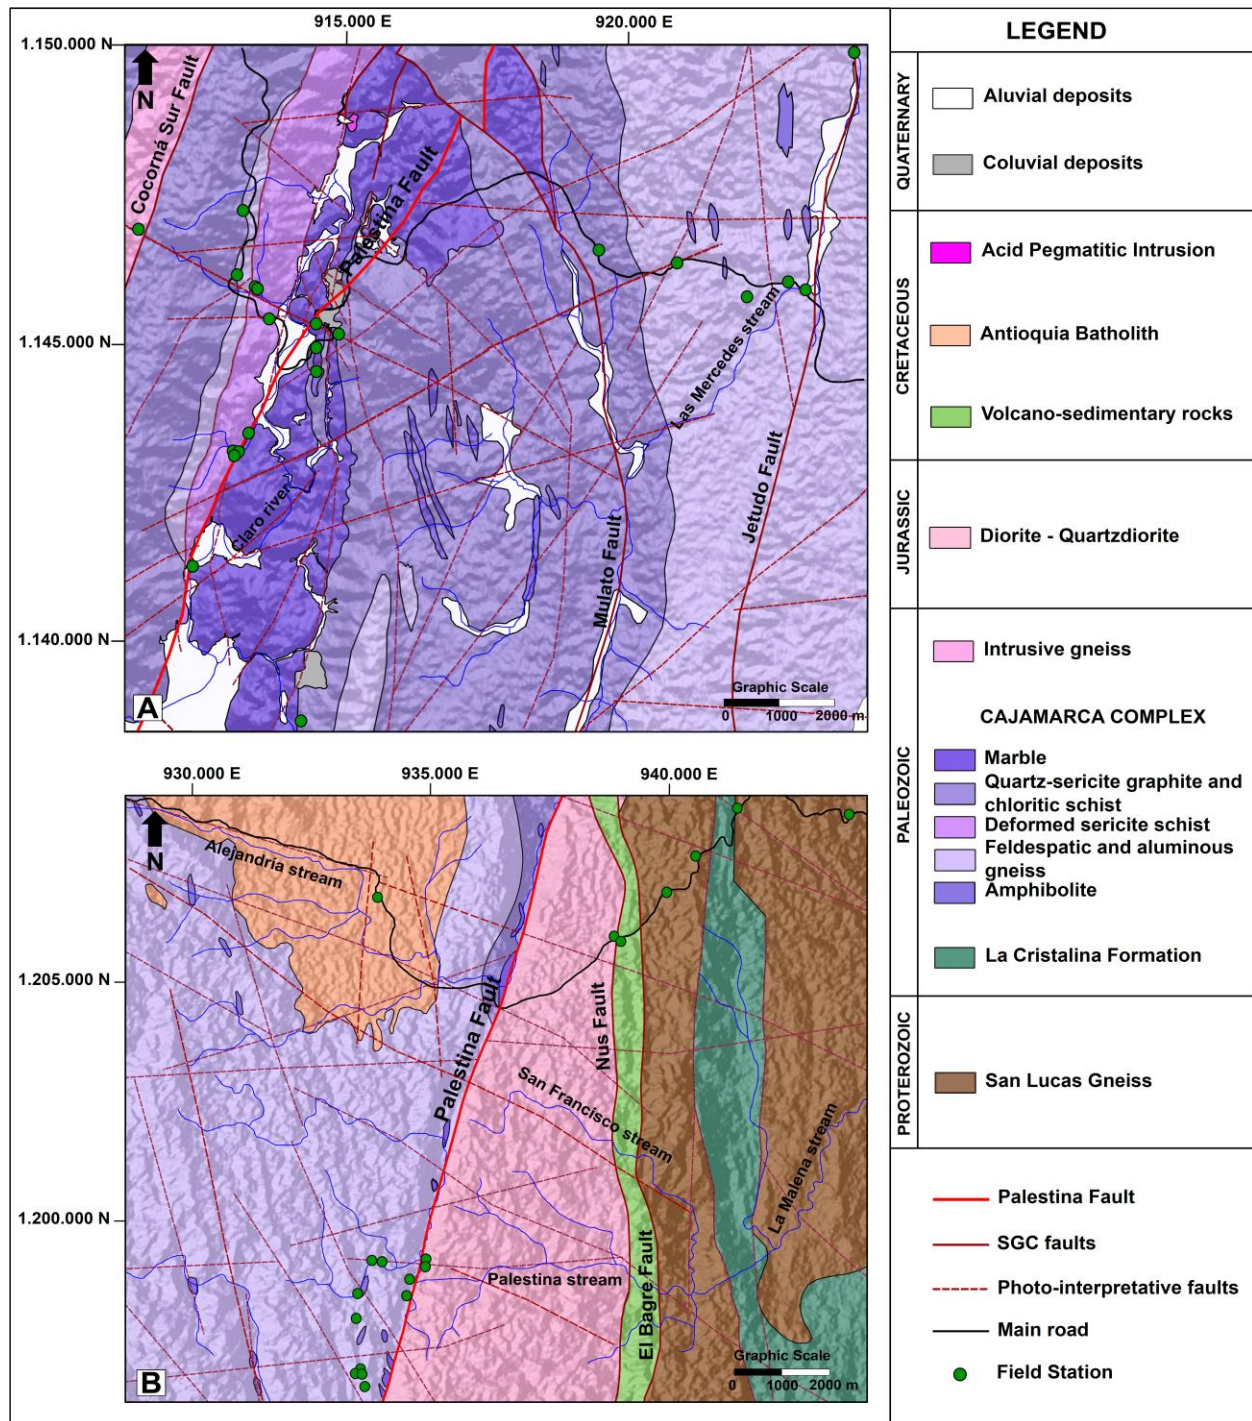 915.000 E
920.000 E
1.150.000 N
1.145.000 N
1.140.000 N
N
Cocorná Sur Fault
Palestina Fault
Las Mercedes stream
Claro river
Mulato Fault
Jetudo Fault
A
Graphic Scale
0 1000 2000 m
930.000 E
935.000 E
940.000 E
1.205.000 N
1.200.000 N
N
Alejandría stream
Palestina Fault
Nus Fault
San Francisco stream
La Malena stream
Palestina stream
El Bagre Fault
B
Graphic Scale
0 1000 2000 m
LEGEND
QUATERNARY
Aluvial deposits
Coluvial deposits
CRETACEOUS
Acid Pegmatitic Intrusion
Antioquia Batholith
Volcano-sedimentary rocks
JURASSIC
Diorite - Quartzdiorite
PALEOZOIC
Intrusive gneiss
CAJAMARCA COMPLEX
Marble
Quartz-sericite graphite and
chloritic schist
Deformed sericite schist
Feldespatic and aluminous
gneiss
Amphibolite
La Cristalina Formation
PROTEROZOIC
San Lucas Gneiss
Palestina Fault
SGC faults
Photo-interpretative faults
Main road
Field Station